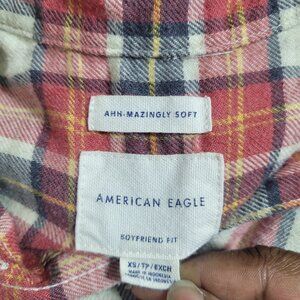 AHH-MAZINGLY SOFT
AMERICAN EAGLE
BOYFRIEND FIT
XS/TP/EXCH
MADE IN INDONESIA